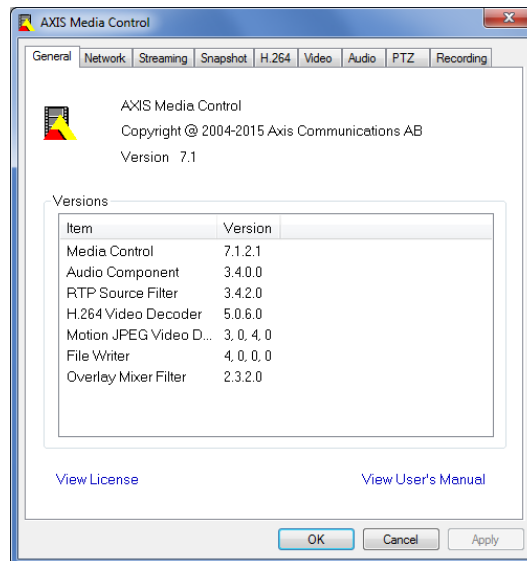 AXIS Media Control
General Network Streaming Snapshot H.264 Video Audio PTZ Recording
AXIS Media Control
Copyright @ 2004-2015 Axis Communications AB
Version 7.1
Versions
Item Version
Media Control 7.1.2.1
Audio Component 3.4.0.0
RTP Source Filter 3.4.2.0
H.264 Video Decoder 5.0.6.0
Motion JPEG Video D... 3, 0, 4, 0
File Writer 4, 0, 0, 0
Overlay Mixer Filter 2.3.2.0
View License View User's Manual
OK Cancel Apply